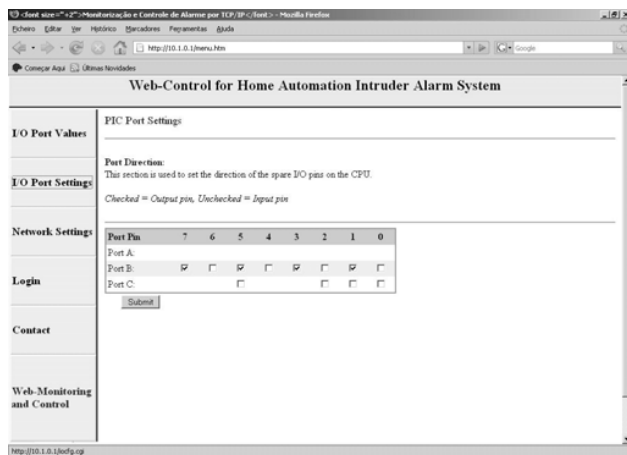 <font size="+2">Monitorização e Controle de Alarme por TCP/IP</font> - Mozilla Firefox
Ficheiro Editar Ver Histórico Marcadores Ferramentas Ajuda
http://10.1.0.1/menu.htm
Google
Começar Aqui Últimas Novidades
Web-Control for Home Automation Intruder Alarm System
I/O Port Values
I/O Port Settings
Network Settings
Login
Contact
Web-Monitoring
and Control
PIC Port Settings
Port Direction:
This section is used to set the direction of the spare I/O pins on the CPU.
Checked = Output pin, Unchecked = Input pin
Port Pin 7 6 5 4 3 2 1 0
Port A:
Port B:
Port C:
Submit
http://10.1.0.1/iocfg.cgi